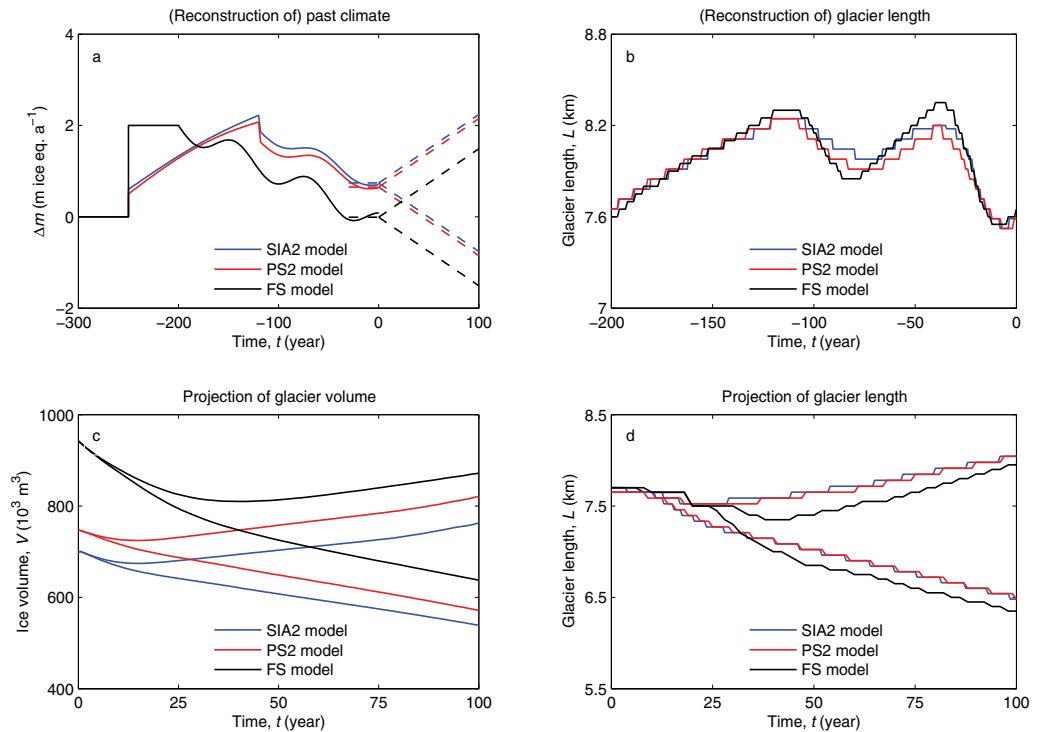 (Reconstruction of) past climate
a
Δm (m ice eq. a⁻¹)
4
2
0
−2
SIA2 model
PS2 model
FS model
−300 −200 −100 0 100
Time, t (year)
(Reconstruction of) glacier length
b
Glacier length, L (km)
8.8
8.2
7.6
7
SIA2 model
PS2 model
FS model
−200 −150 −100 −50 0
Time, t (year)
Projection of glacier volume
c
Ice volume, V (10³ m³)
1000
800
600
400
SIA2 model
PS2 model
FS model
0 25 50 75 100
Time, t (year)
Projection of glacier length
d
Glacier length, L (km)
8.5
7.5
6.5
5.5
SIA2 model
PS2 model
FS model
0 25 50 75 100
Time, t (year)